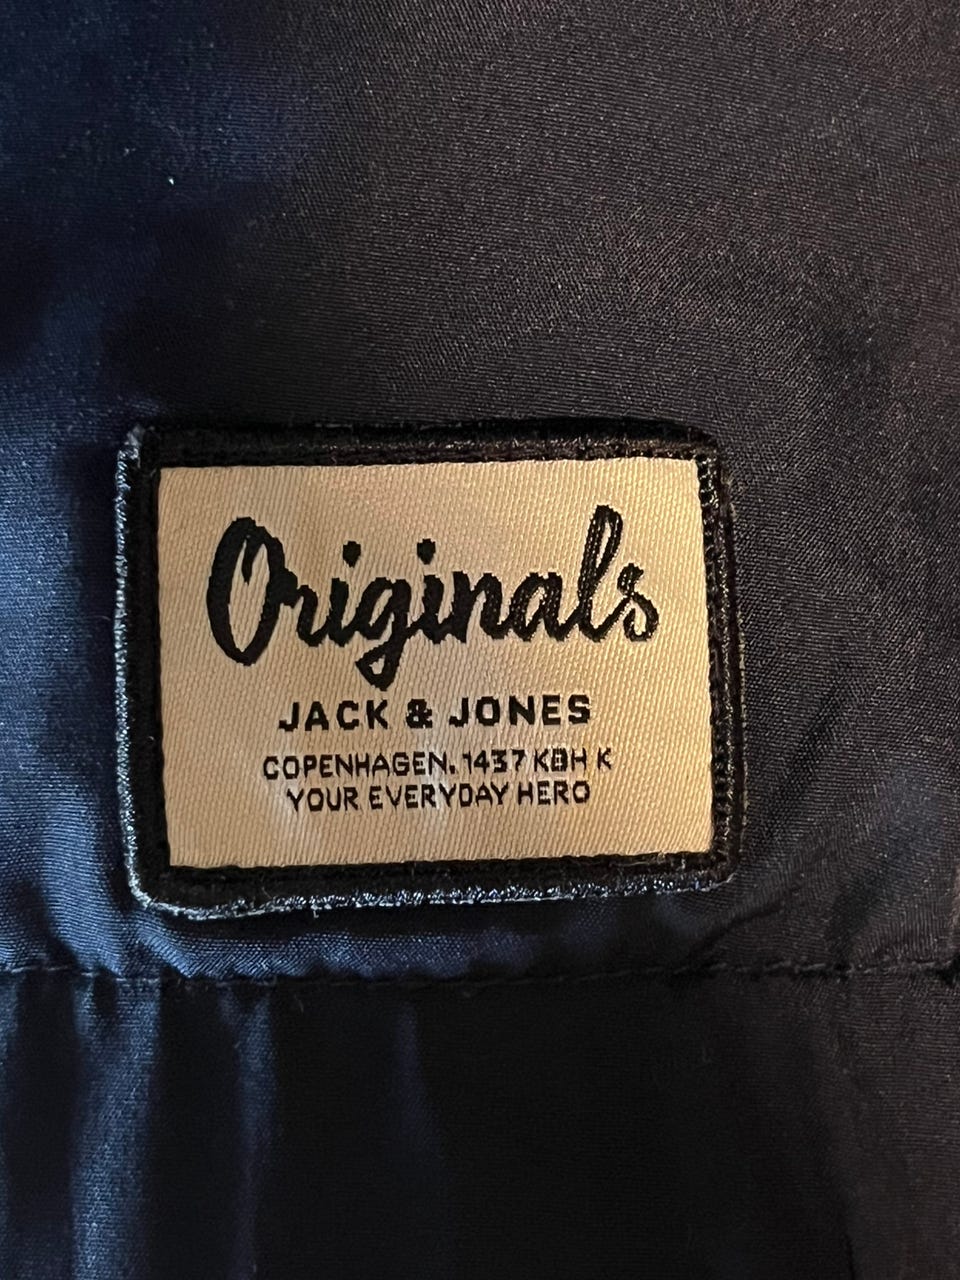 Originals
JACK & JONES
COPENHAGEN. 1437 KBH K
YOUR EVERYDAY HERO